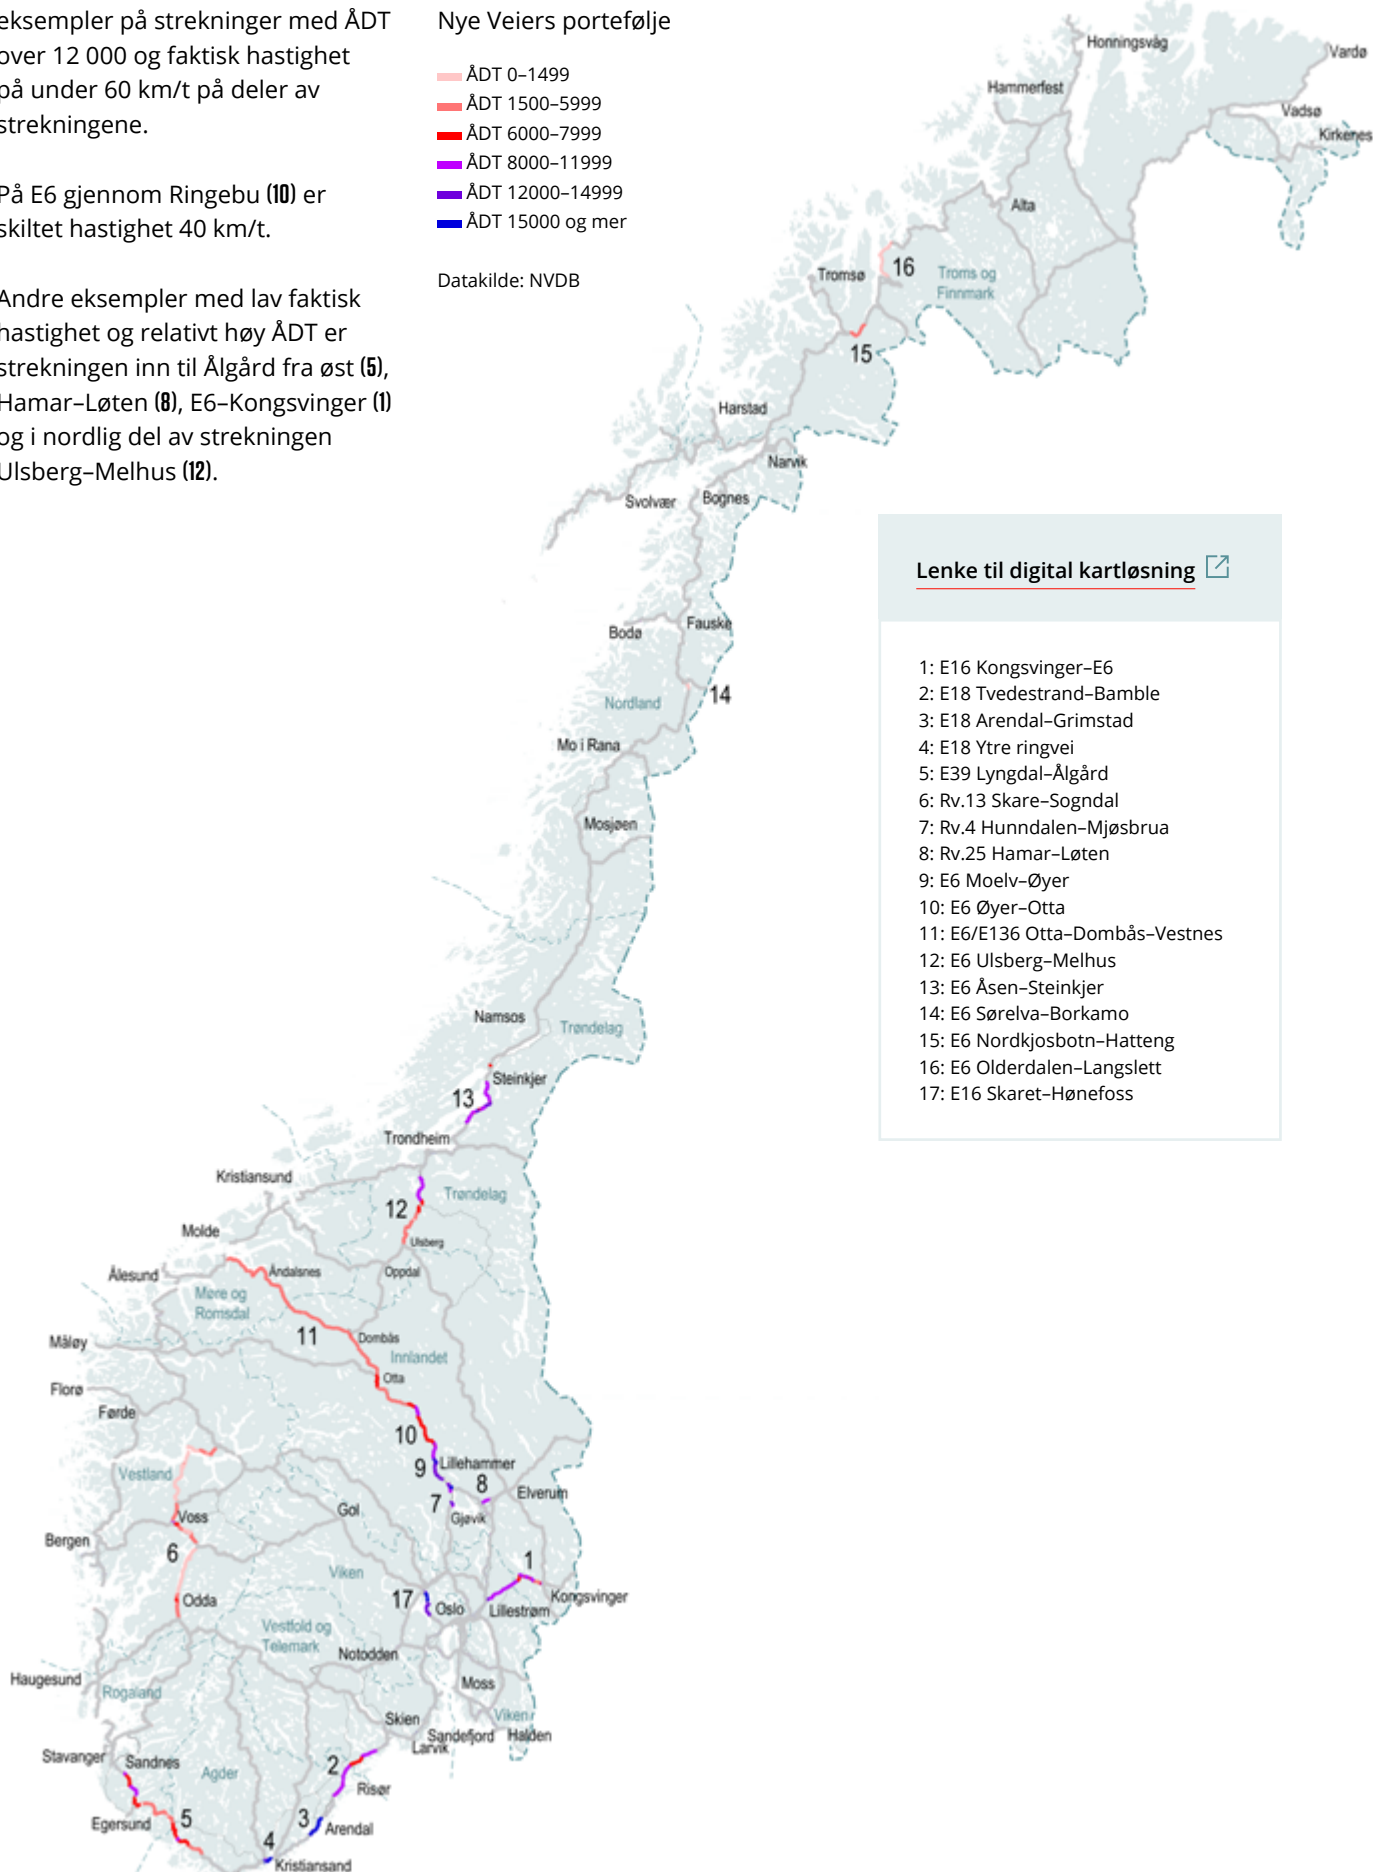 eksempler på strekninger med ÅDT
over 12 000 og faktisk hastighet
på under 60 km/t på deler av
strekningene.
På E6 gjennom Ringebu (10) er
skiltet hastighet 40 km/t.
Andre eksempler med lav faktisk
hastighet og relativt høy ÅDT er
strekningen inn til Ålgård fra øst (5),
Hamar–Løten (8), E6–Kongsvinger (1)
og i nordlig del av strekningen
Ulsberg–Melhus (12).
Nye Veiers portefølje
ÅDT 0–1499
ÅDT 1500–5999
ÅDT 6000–7999
ÅDT 8000–11999
ÅDT 12000–14999
ÅDT 15000 og mer
Datakilde: NVDB
Honningsvåg
Vardø
Hammerfest
Vadsø
Kirkenes
Alta
Tromsø
16
Troms og
Finnmark
15
Harstad
Narvik
Svolvær
Bognes
Lenke til digital kartløsning
1: E16 Kongsvinger–E6
2: E18 Tvedestrand–Bamble
3: E18 Arendal–Grimstad
4: E18 Ytre ringvei
5: E39 Lyngdal–Ålgård
6: Rv.13 Skare–Sogndal
7: Rv.4 Hunndalen–Mjøsbrua
8: Rv.25 Hamar–Løten
9: E6 Moelv–Øyer
10: E6 Øyer–Otta
11: E6/E136 Otta–Dombås–Vestnes
12: E6 Ulsberg–Melhus
13: E6 Åsen–Steinkjer
14: E6 Sørelva–Borkamo
15: E6 Nordkjosbotn–Hatteng
16: E6 Olderdalen–Langslett
17: E16 Skaret–Hønefoss
Fauske
Bodø
14
Nordland
Mo i Rana
Mosjøen
Namsos
Trøndelag
Steinkjer
13
Trondheim
Kristiansund
Trøndelag
12
Molde
Ulsberg
Ålesund
Åndalsnes
Oppdal
Møre og
Romsdal
11
Dombås
Måløy
Innlandet
Otta
Florø
Førde
10
Lillehammer
9
Vestland
8
Elverum
7
Gjøvik
Gol
Voss
Bergen
6
1
Viken
Kongsvinger
17
Odda
Oslo
Lillestrøm
Vestfold og
Telemark
Notodden
Haugesund
Moss
Rogaland
Skien
Viken
Sandefjord
Halden
Larvik
Stavanger
Sandnes
2
Agder
Risør
Egersund
5
3
Arendal
4
Kristiansand